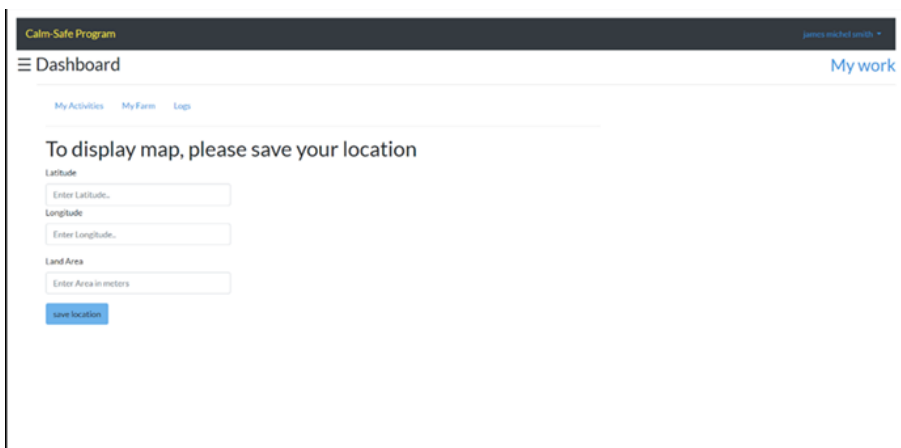 Calm-Safe Program james michel smith
☰ Dashboard My work
My Activities My Farm Logs
To display map, please save your location
Latitude
Enter Latitude..
Longitude
Enter Longitude..
Land Area
Enter Area in meters
save location